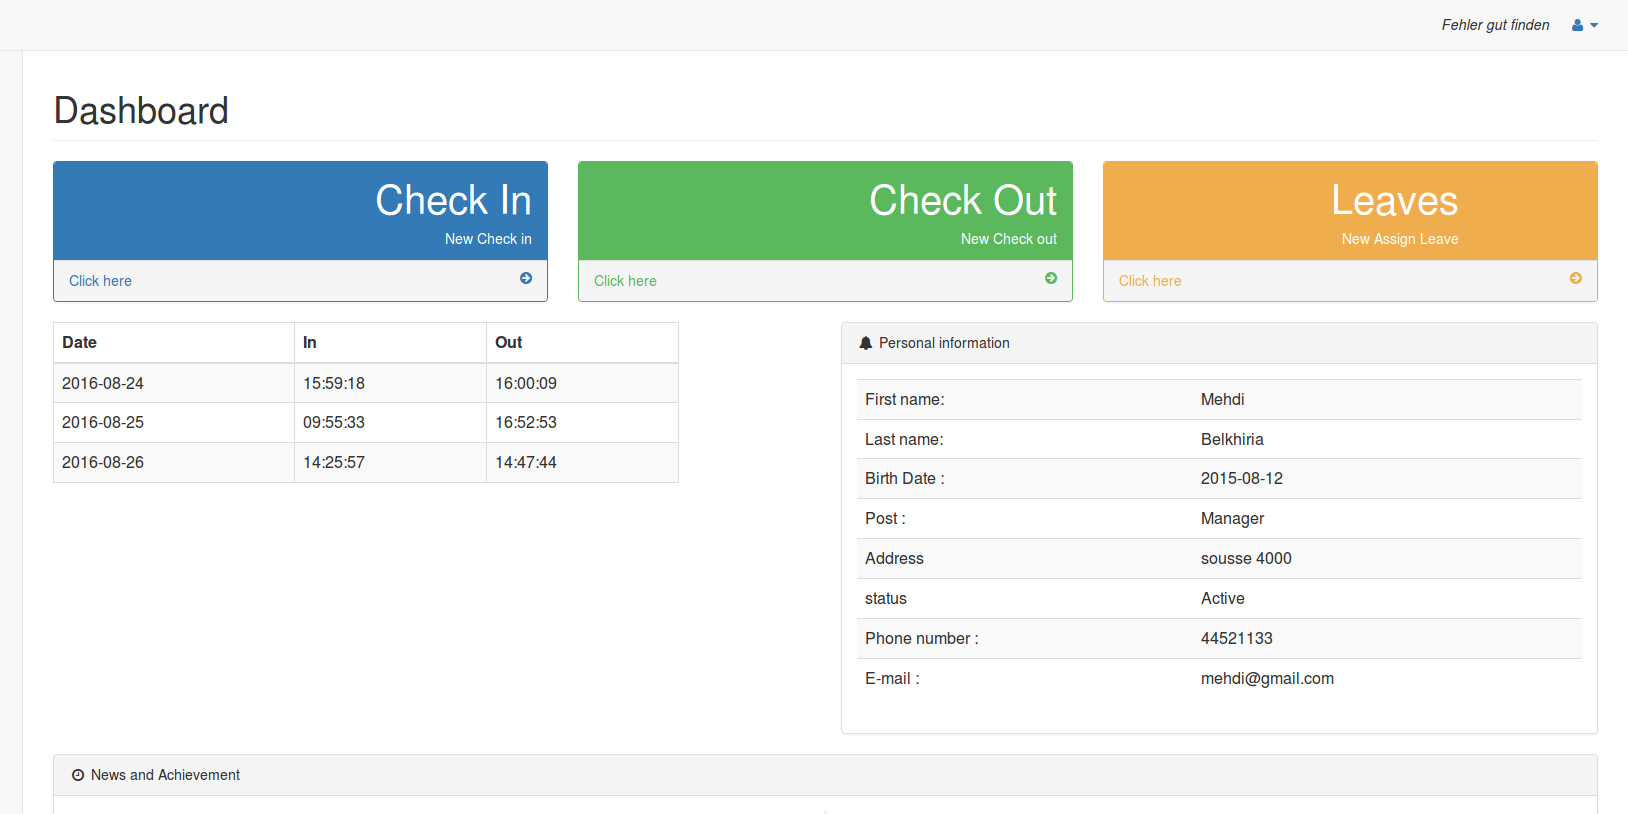 Fehler gut finden
Dashboard
Check In
New Check in
Click here
Check Out
New Check out
Click here
Leaves
New Assign Leave
Click here
Date In Out
2016-08-24 15:59:18 16:00:09
2016-08-25 09:55:33 16:52:53
2016-08-26 14:25:57 14:47:44
Personal information
First name: Mehdi
Last name: Belkhiria
Birth Date : 2015-08-12
Post : Manager
Address sousse 4000
status Active
Phone number : 44521133
E-mail : mehdi@gmail.com
News and Achievement